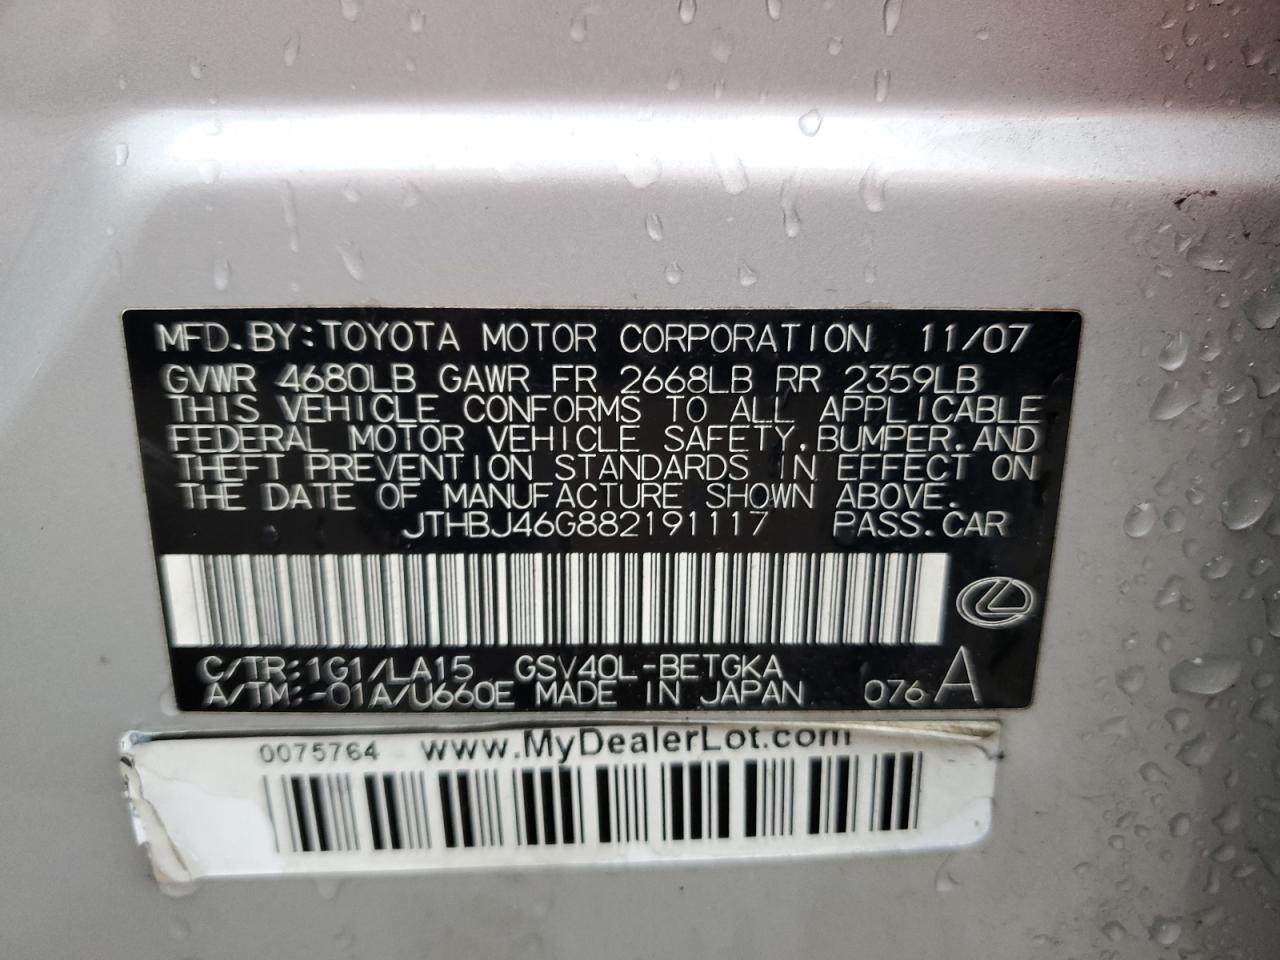 MFD.BY:TOYOTA MOTOR CORPORATION 11/07
GVWR 4680LB GAWR FR 2668LB RR 2359LB
THIS VEHICLE CONFORMS TO ALL APPLICABLE
FEDERAL MOTOR VEHICLE SAFETY,BUMPER,AND
THEFT PREVENTION STANDARDS IN EFFECT ON
THE DATE OF MANUFACTURE SHOWN ABOVE.
JTHBJ46G882191117 PASS.CAR
C/TR:1G1/LA15 GSV40L-BETGKA
A/TM:-01A/U660E MADE IN JAPAN 076 A
0075764 www.MyDealerLot.com